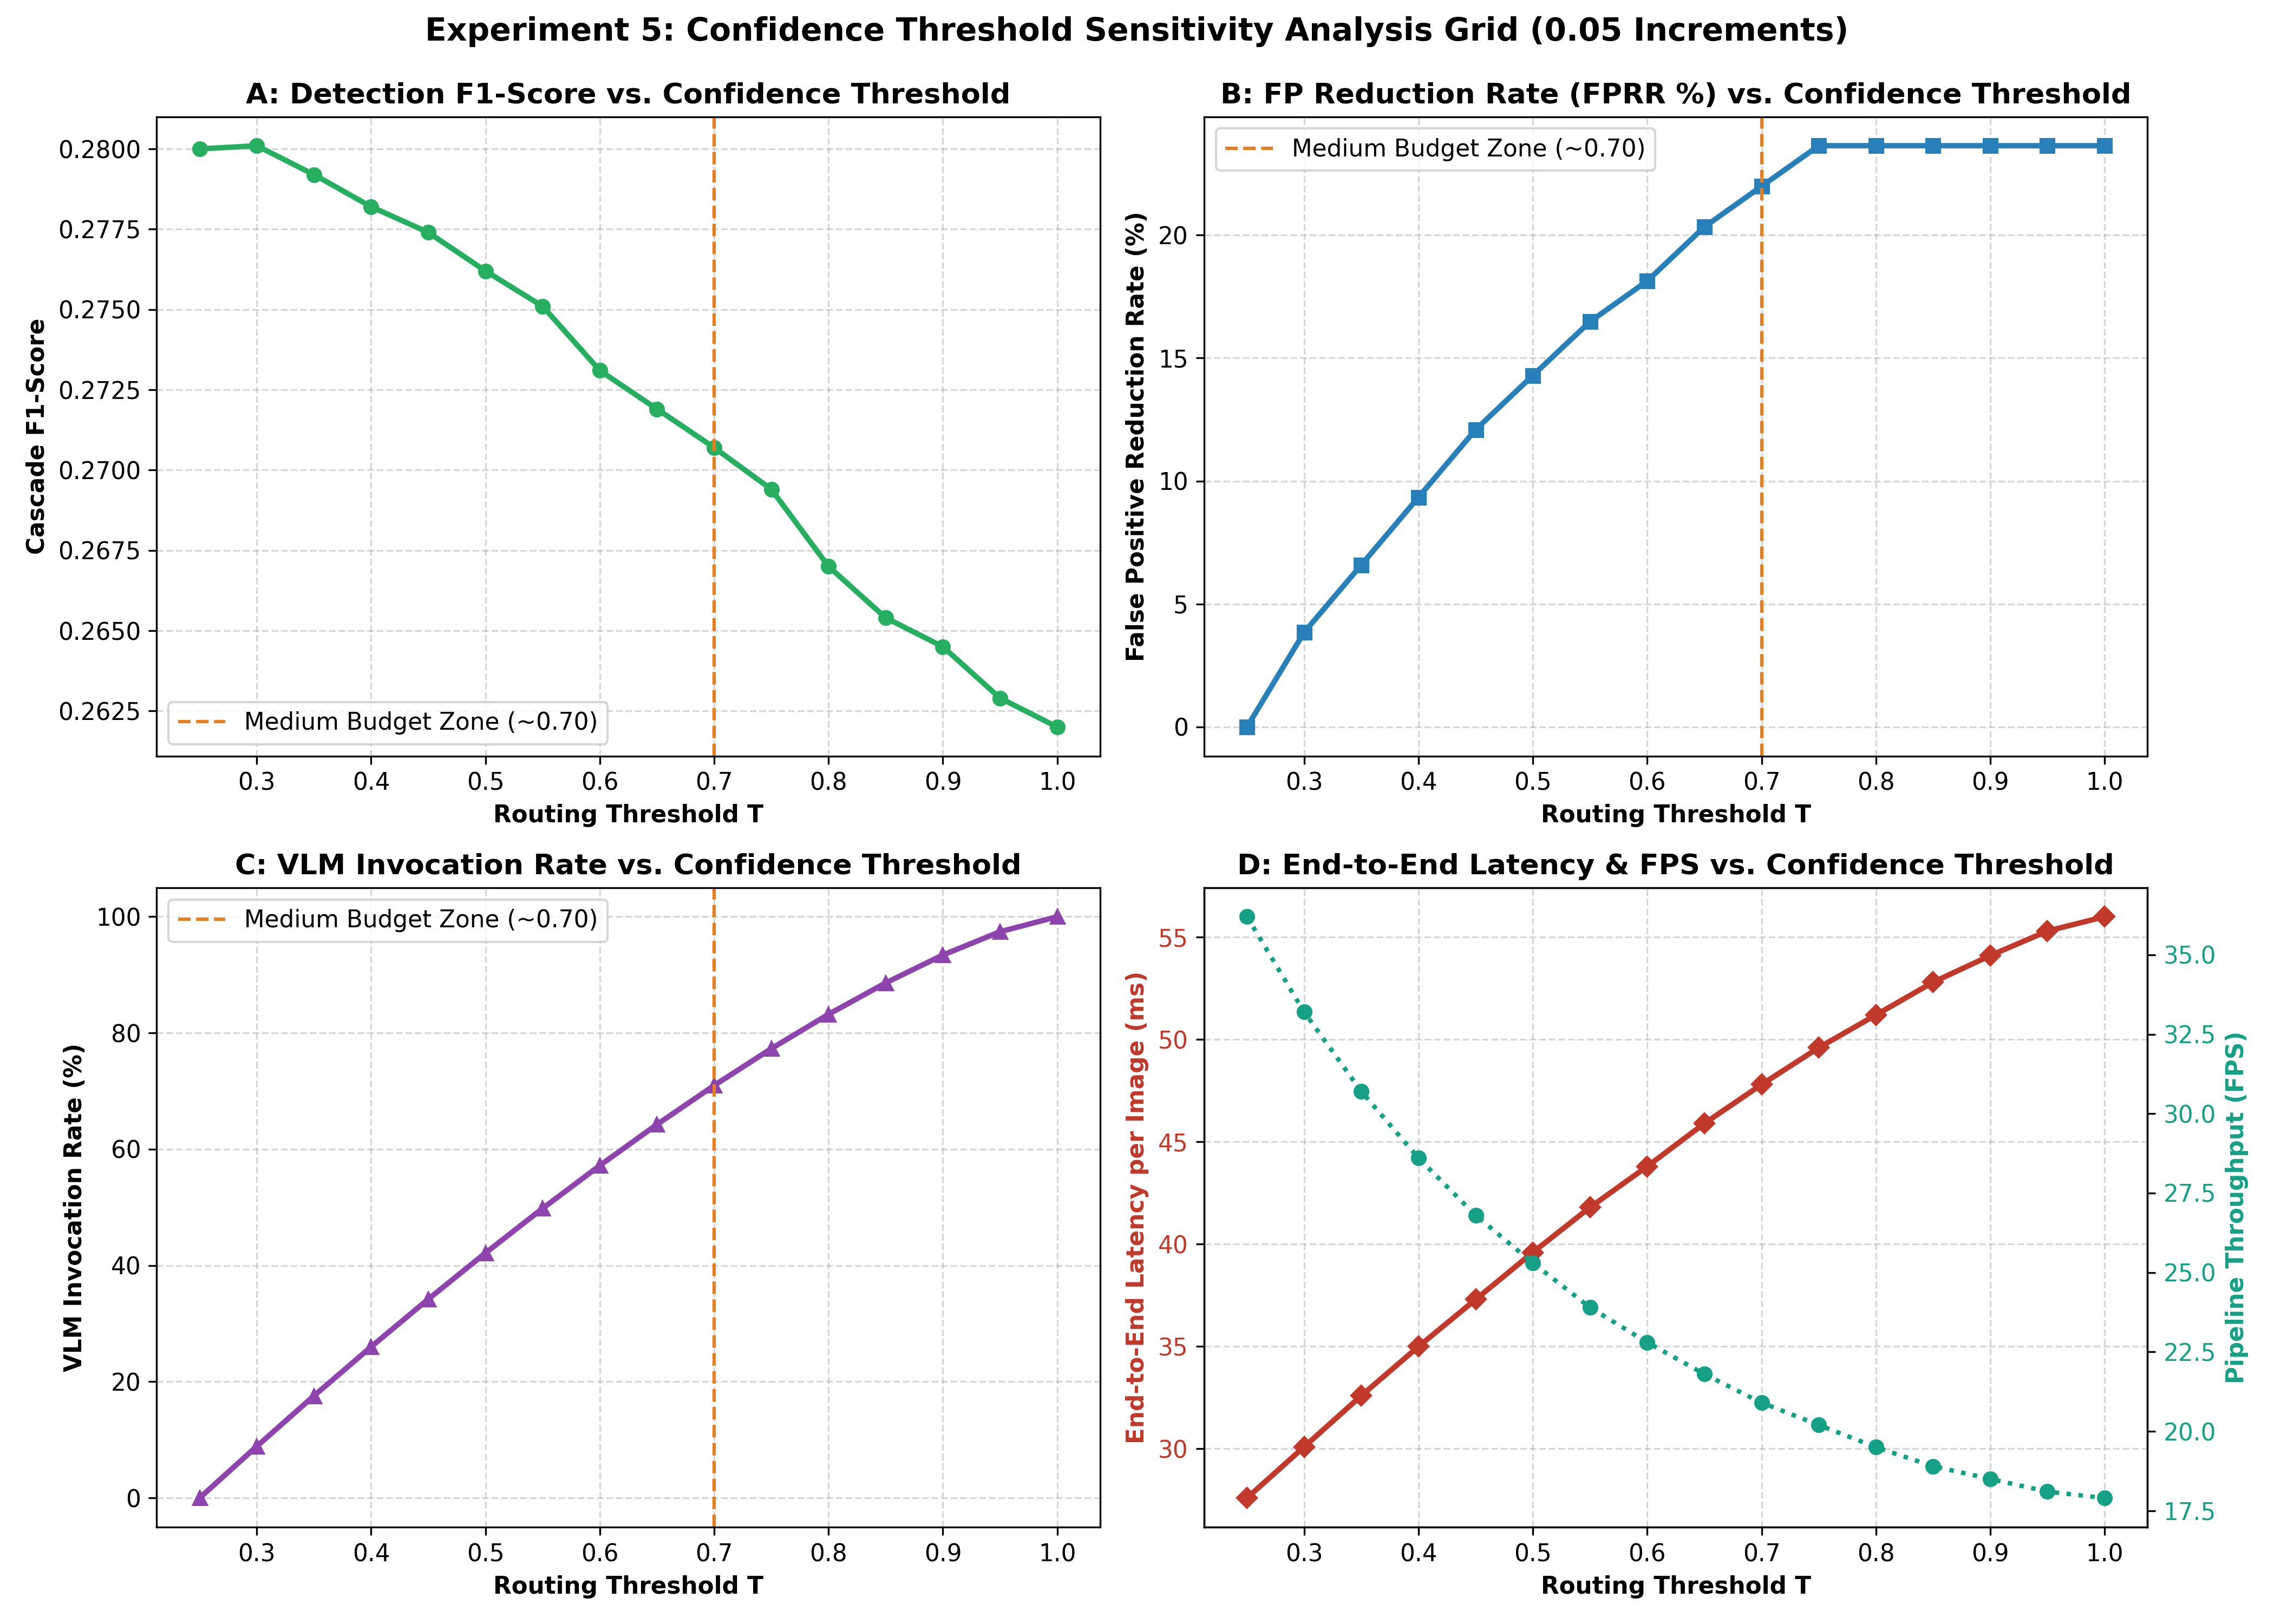 Experiment 5: Confidence Threshold Sensitivity Analysis Grid (0.05 Increments)
A: Detection F1-Score vs. Confidence Threshold
Cascade F1-Score
0.2800
0.2775
0.2750
0.2725
0.2700
0.2675
0.2650
0.2625
Medium Budget Zone (~0.70)
0.3 0.4 0.5 0.6 0.7 0.8 0.9 1.0
Routing Threshold T
B: FP Reduction Rate (FPRR %) vs. Confidence Threshold
False Positive Reduction Rate (%)
Medium Budget Zone (~0.70)
20
15
10
5
0
0.3 0.4 0.5 0.6 0.7 0.8 0.9 1.0
Routing Threshold T
C: VLM Invocation Rate vs. Confidence Threshold
VLM Invocation Rate (%)
Medium Budget Zone (~0.70)
100
80
60
40
20
0
0.3 0.4 0.5 0.6 0.7 0.8 0.9 1.0
Routing Threshold T
D: End-to-End Latency & FPS vs. Confidence Threshold
End-to-End Latency per Image (ms)
55
50
45
40
35
30
35.0
32.5
30.0
27.5
25.0
22.5
20.0
17.5
Pipeline Throughput (FPS)
0.3 0.4 0.5 0.6 0.7 0.8 0.9 1.0
Routing Threshold T